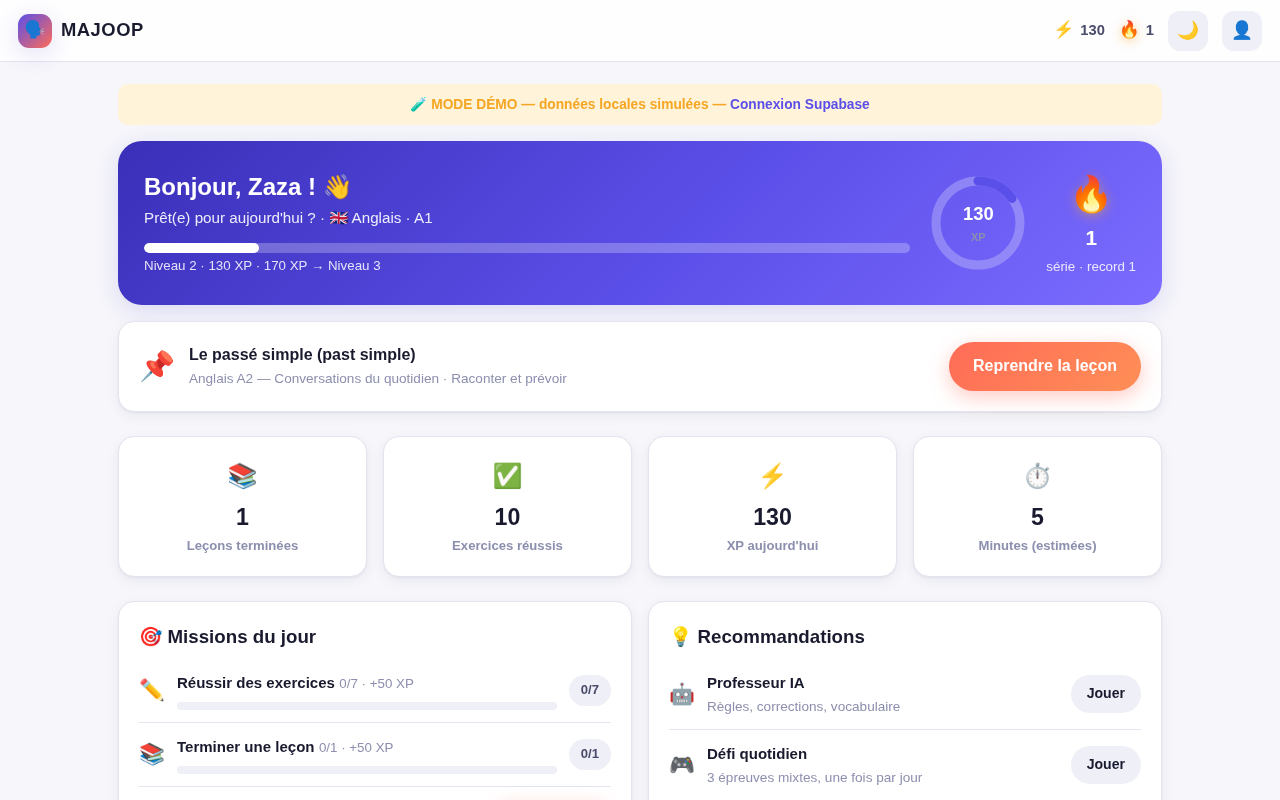 MAJOOP
⚡ 130 🔥 1 🌙 👤
🧪 MODE DÉMO — données locales simulées — Connexion Supabase
Bonjour, Zaza ! 👋
Prêt(e) pour aujourd'hui ? · 🇬🇧 Anglais · A1
Niveau 2 · 130 XP · 170 XP → Niveau 3
130
XP
🔥
1
série · record 1
📌 Le passé simple (past simple)
Anglais A2 — Conversations du quotidien · Raconter et prévoir
Reprendre la leçon
📚
1
Leçons terminées
✅
10
Exercices réussis
⚡
130
XP aujourd'hui
⏱️
5
Minutes (estimées)
🎯 Missions du jour
✏️ Réussir des exercices 0/7 · +50 XP
0/7
📚 Terminer une leçon 0/1 · +50 XP
0/1
💡 Recommandations
🤖 Professeur IA
Règles, corrections, vocabulaire
Jouer
🎮 Défi quotidien
3 épreuves mixtes, une fois par jour
Jouer